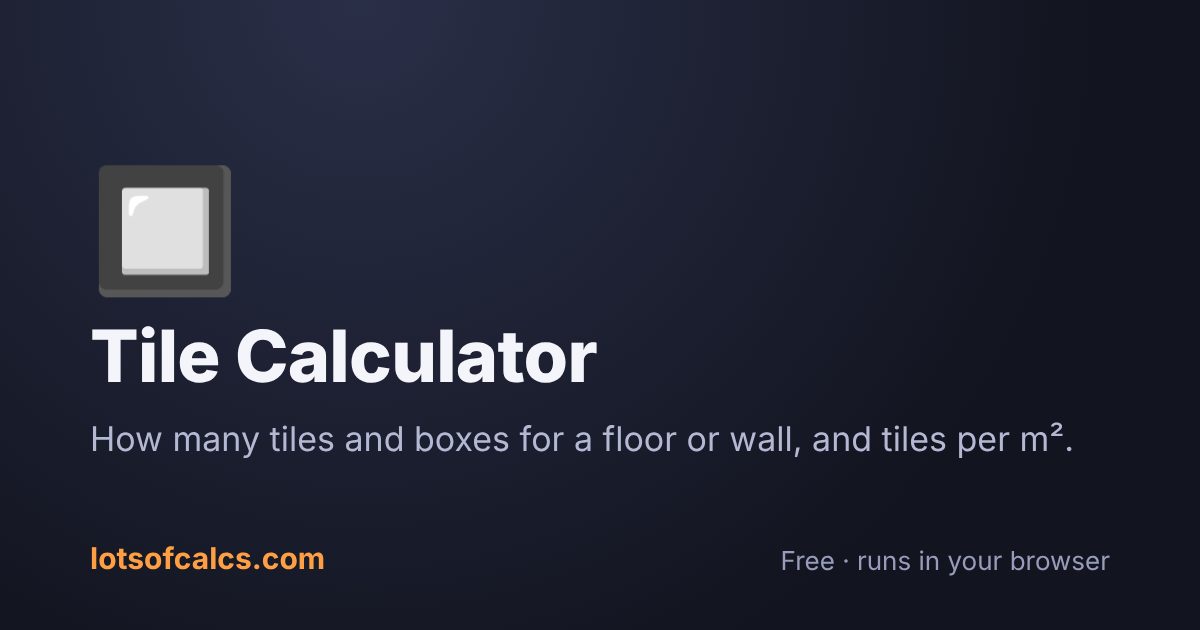 Tile Calculator
How many tiles and boxes for a floor or wall, and tiles per m².
lotsofcalcs.com
Free · runs in your browser